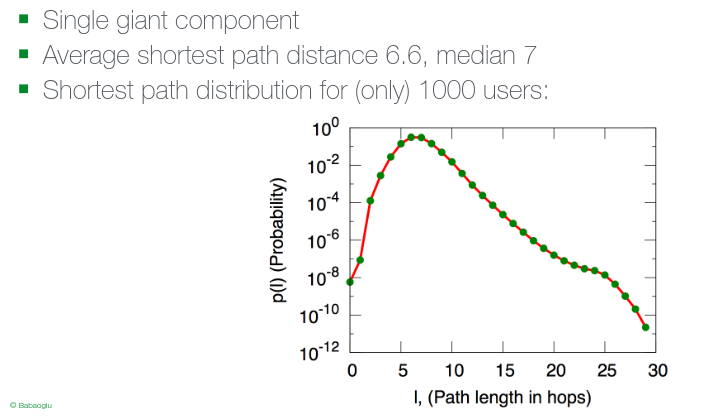 Single giant component
Average shortest path distance 6.6, median 7
Shortest path distribution for (only) 1000 users:
10^0
10^-2
10^-4
10^-6
10^-8
10^-10
10^-12
p(l) (Probability)
0 5 10 15 20 25 30
l, (Path length in hops)
© Babaoglu